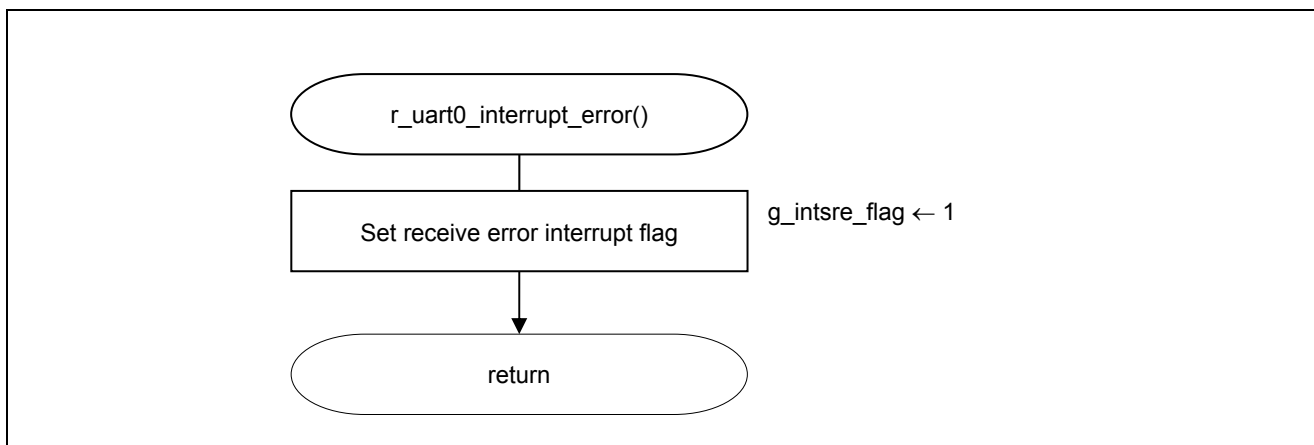 r_uart0_interrupt_error()
Set receive error interrupt flag
g_intsre_flag ← 1
return